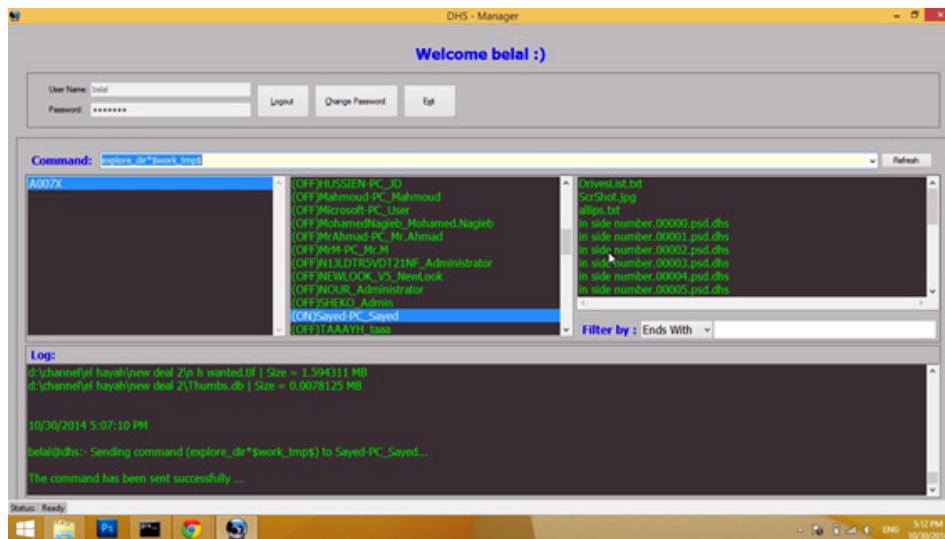 DHS - Manager
Welcome belal :)
User Name: belal
Password: *******
Logout
Change Password
Exit
Command: explore_dir*$work_tmp$
Refresh
A007X
(OFF)HUSSIEN-PC_JD
(OFF)Mahmoud-PC_Mahmoud
(OFF)Microsoft-PC_User
(OFF)MohamedNagieb_Mohamed.Nagieb
(OFF)MrAhmad-PC_Mr.Ahmad
(OFF)MrM-PC_Mr.M
(OFF)N1JLDTR5VDT21NF_Administrator
(OFF)NEWLOOK_V5_NewLook
(OFF)NOUR_Administrator
(OFF)SHEKO_Admin
(ON)Sayed-PC_Sayed
(OFF)TAAAYH_taaa
DrivesList.txt
ScrShot.jpg
allips.txt
in side number.00000.psd.dhs
in side number.00001.psd.dhs
in side number.00002.psd.dhs
in side number.00003.psd.dhs
in side number.00004.psd.dhs
in side number.00005.psd.dhs
Filter by : Ends With
Log:
d:\channel\el hayah\new deal 2\n h wanted.tif | Size = 1.594311 MB
d:\channel\el hayah\new deal 2\Thumbs.db | Size = 0.0078125 MB
10/30/2014 5:07:10 PM
belal@dhs:- Sending command (explore_dir*$work_tmp$) to Sayed-PC_Sayed...
The command has been sent successfully ....
Status: Ready
Ps
ENG
5:12 PM
10/30/201